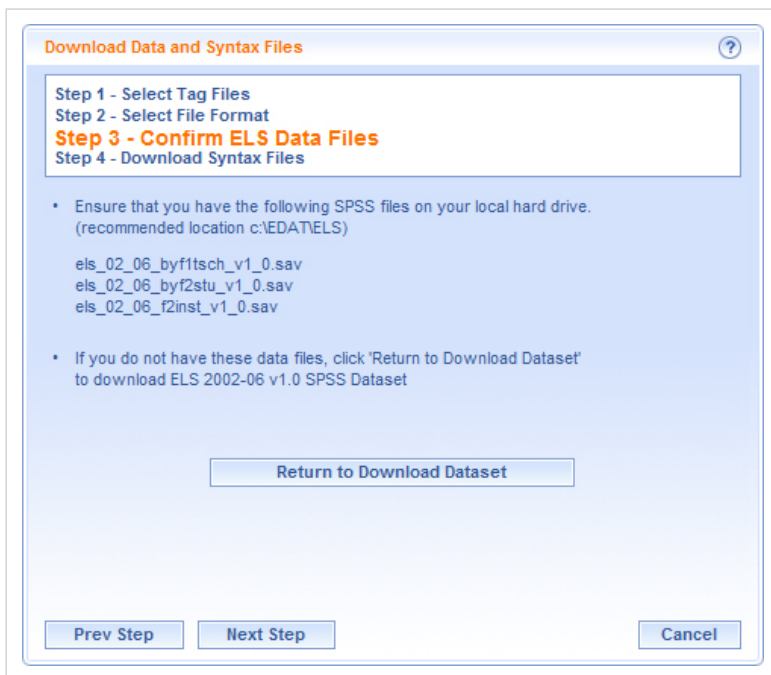 Download Data and Syntax Files
?
Step 1 - Select Tag Files
Step 2 - Select File Format
Step 3 - Confirm ELS Data Files
Step 4 - Download Syntax Files
• Ensure that you have the following SPSS files on your local hard drive.
(recommended location c:\EDAT\ELS)
els_02_06_byf1tsch_v1_0.sav
els_02_06_byf2stu_v1_0.sav
els_02_06_f2inst_v1_0.sav
• If you do not have these data files, click 'Return to Download Dataset'
to download ELS 2002-06 v1.0 SPSS Dataset
Return to Download Dataset
Prev Step
Next Step
Cancel